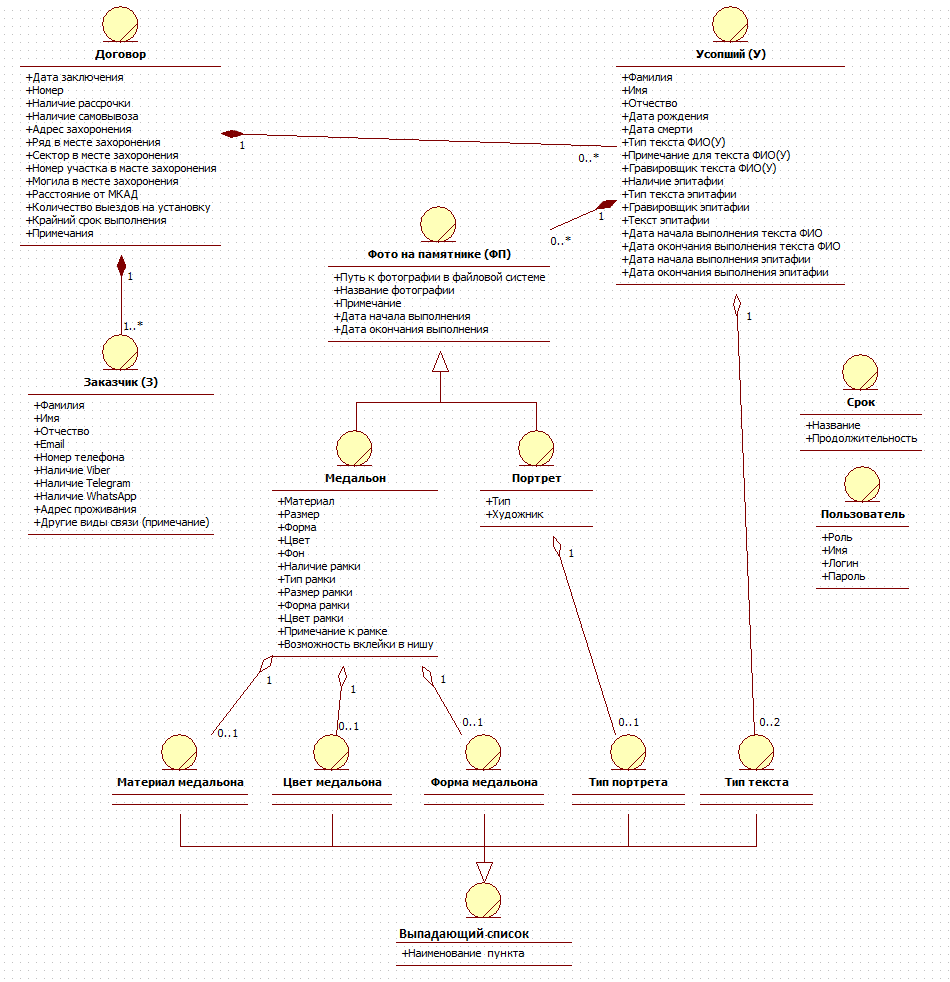 Договор
+Дата заключения
+Номер
+Наличие рассрочки
+Наличие самовывоза
+Адрес захоронения
+Ряд в месте захоронения
+Сектор в месте захоронения
+Номер участка в масте захоронения
+Могила в месте захоронения
+Расстояние от МКАД
+Количество выездов на установку
+Крайний срок выполнения
+Примечания
1
0..*
1
1..*
Усопший (У)
+Фамилия
+Имя
+Отчество
+Дата рождения
+Дата смерти
+Тип текста ФИО(У)
+Примечание для текста ФИО(У)
+Гравировщик текста ФИО(У)
+Наличие эпитафии
+Тип текста эпитафии
+Гравировщик эпитафии
+Текст эпитафии
+Дата начала выполнения текста ФИО
+Дата окончания выполнения текста ФИО
+Дата начала выполнения эпитафии
+Дата окончания выполнения эпитафии
1
0..*
1
0..2
Фото на памятнике (ФП)
+Путь к фотографии в файловой системе
+Название фотографии
+Примечание
+Дата начала выполнения
+Дата окончания выполнения
Заказчик (З)
+Фамилия
+Имя
+Отчество
+Email
+Номер телефона
+Наличие Viber
+Наличие Telegram
+Наличие WhatsApp
+Адрес проживания
+Другие виды связи (примечание)
Медальон
+Материал
+Размер
+Форма
+Цвет
+Фон
+Наличие рамки
+Тип рамки
+Размер рамки
+Форма рамки
+Цвет рамки
+Примечание к рамке
+Возможность вклейки в нишу
1
0..1
1
0..1
1
0..1
Портрет
+Тип
+Художник
1
0..1
Срок
+Название
+Продолжительность
Пользователь
+Роль
+Имя
+Логин
+Пароль
Материал медальона
Цвет медальона
Форма медальона
Тип портрета
Тип текста
Выпадающий список
+Наименование пункта